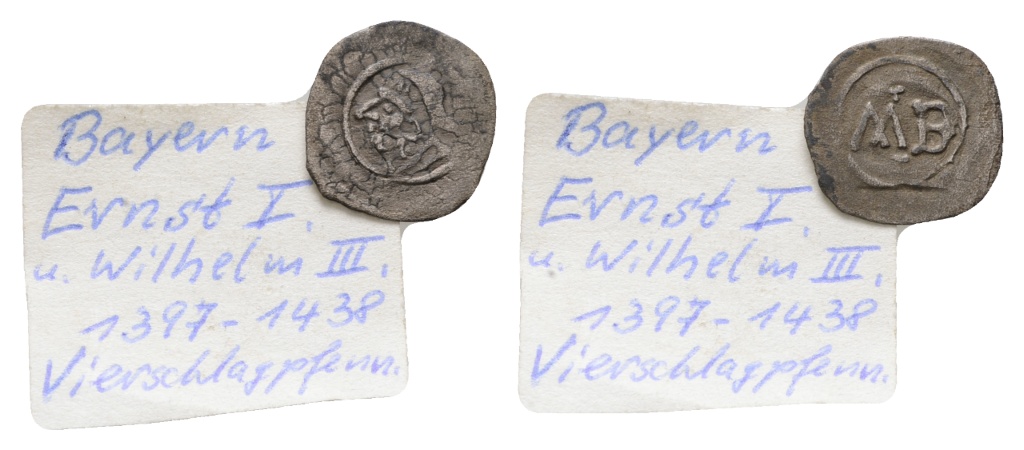 Bayern
Ernst I.
u. Wilhelm III.
1397-1438
Vierschlagpfenn.
MB
Bayern
Ernst I.
u. Wilhelm III.
1397-1438
Vierschlagpfenn.